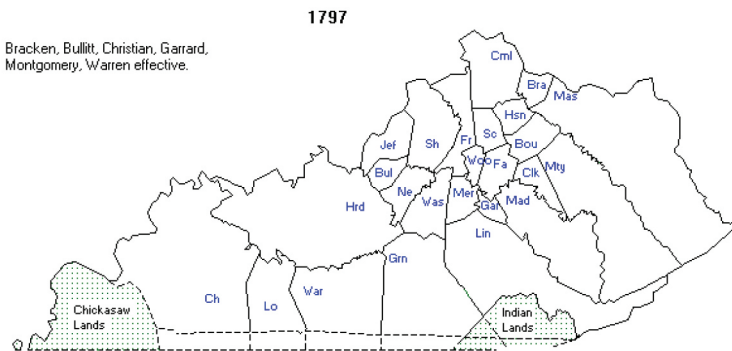 1797
Bracken, Bullitt, Christian, Garrard,
Montgomery, Warren effective.
Cml
Bra
Mas
Hsn
Jef
Sh
Fr
Sc
Bou
Woo
Fa
Bul
Clk
Mty
Ne
Was
Mer
Gar
Mad
Hrd
Lin
Grn
Ch
Lo
War
Chickasaw
Lands
Indian
Lands